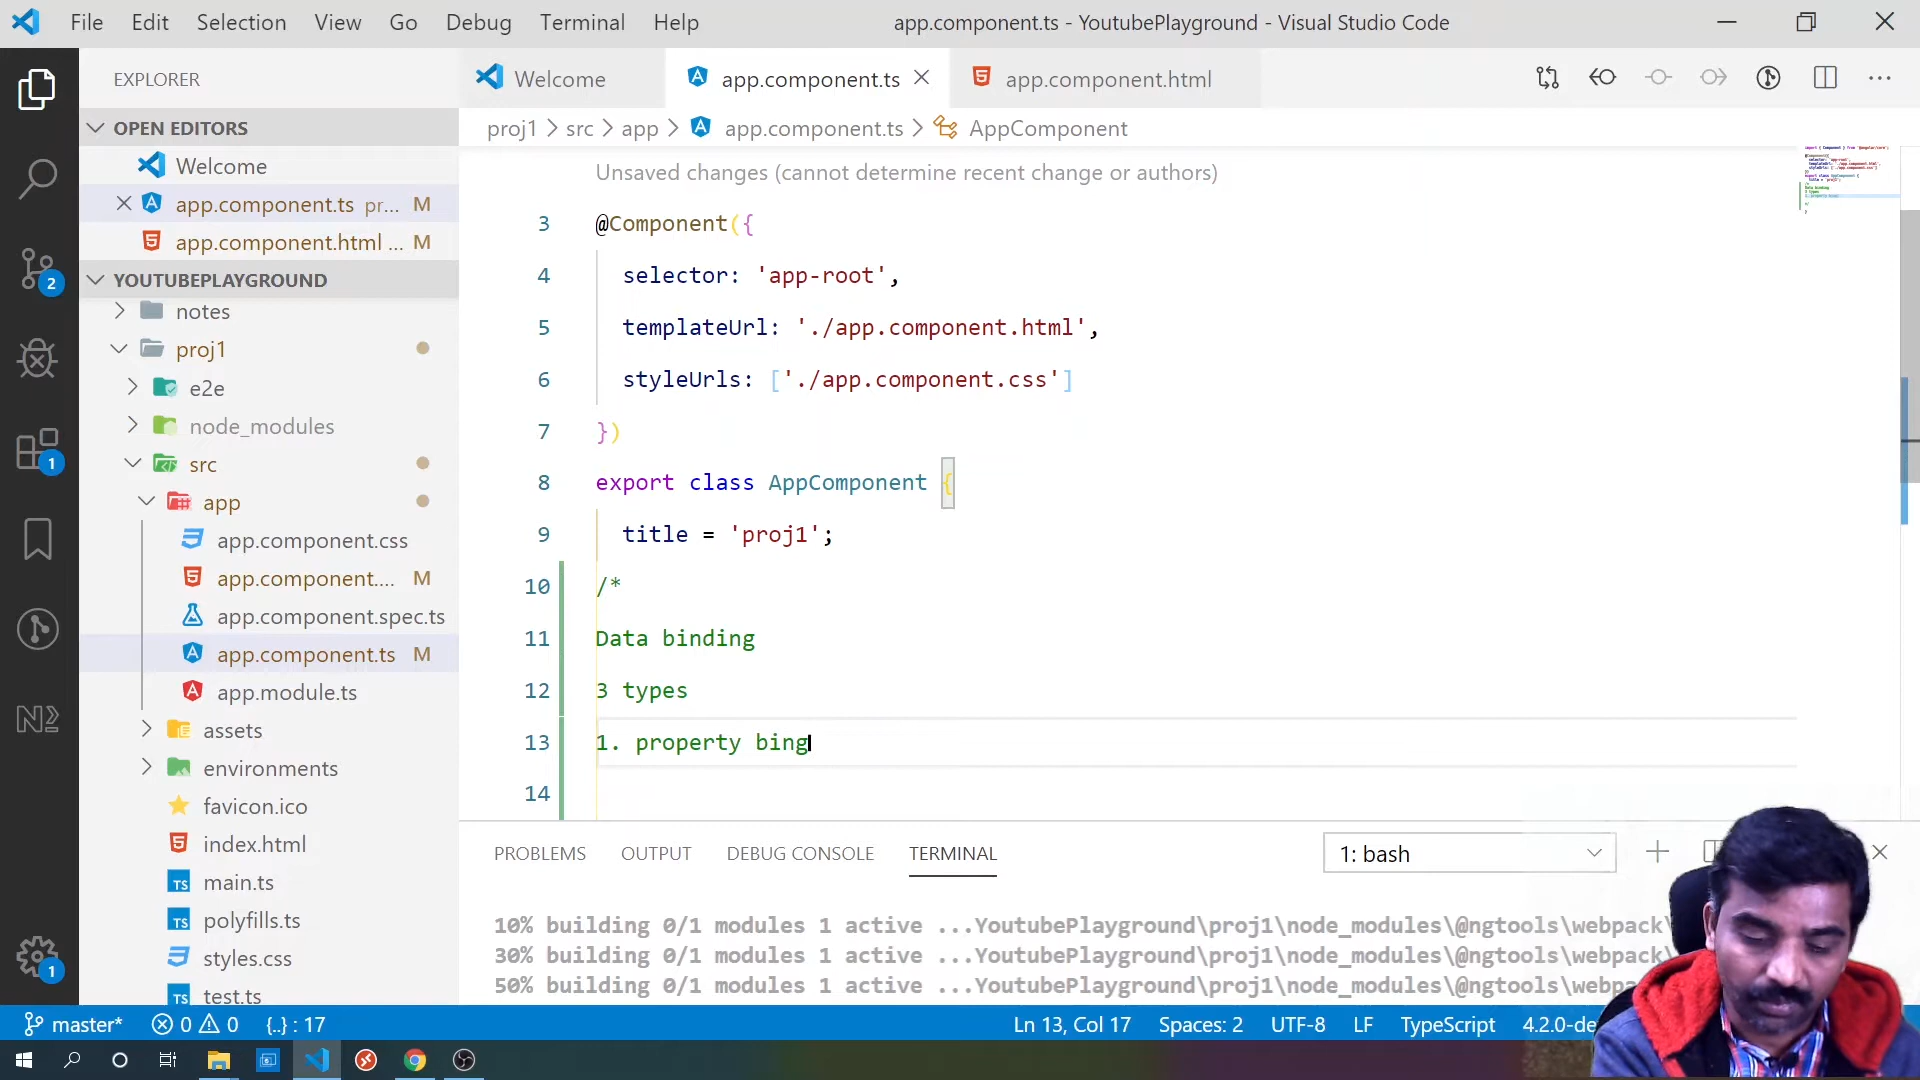 File Edit Selection View Go Debug Terminal Help app.component.ts - YoutubePlayground - Visual Studio Code
EXPLORER
Welcome app.component.ts app.component.html
OPEN EDITORS
Welcome
app.component.ts pr... M
app.component.html ... M
YOUTUBEPLAYGROUND
notes
proj1
e2e
node_modules
src
app
app.component.css
app.component.... M
app.component.spec.ts
app.component.ts M
app.module.ts
assets
environments
favicon.ico
index.html
main.ts
polyfills.ts
styles.css
test.ts
proj1 > src > app > app.component.ts > AppComponent
Unsaved changes (cannot determine recent change or authors)
3 @Component({
4 selector: 'app-root',
5 templateUrl: './app.component.html',
6 styleUrls: ['./app.component.css']
7 })
8 export class AppComponent {
9 title = 'proj1';
10 /*
11 Data binding
12 3 types
13 1. property bing
14
PROBLEMS OUTPUT DEBUG CONSOLE TERMINAL 1: bash
10% building 0/1 modules 1 active ...YoutubePlayground\proj1\node_modules\@ngtools\webpack\
30% building 0/1 modules 1 active ...YoutubePlayground\proj1\node_modules\@ngtools\webpack
50% building 0/1 modules 1 active ...YoutubePlayground\proj1\node_modules\@ngtools\webp
2
1
1
master* 0 0 {..} : 17 Ln 13, Col 17 Spaces: 2 UTF-8 LF TypeScript 4.2.0-de